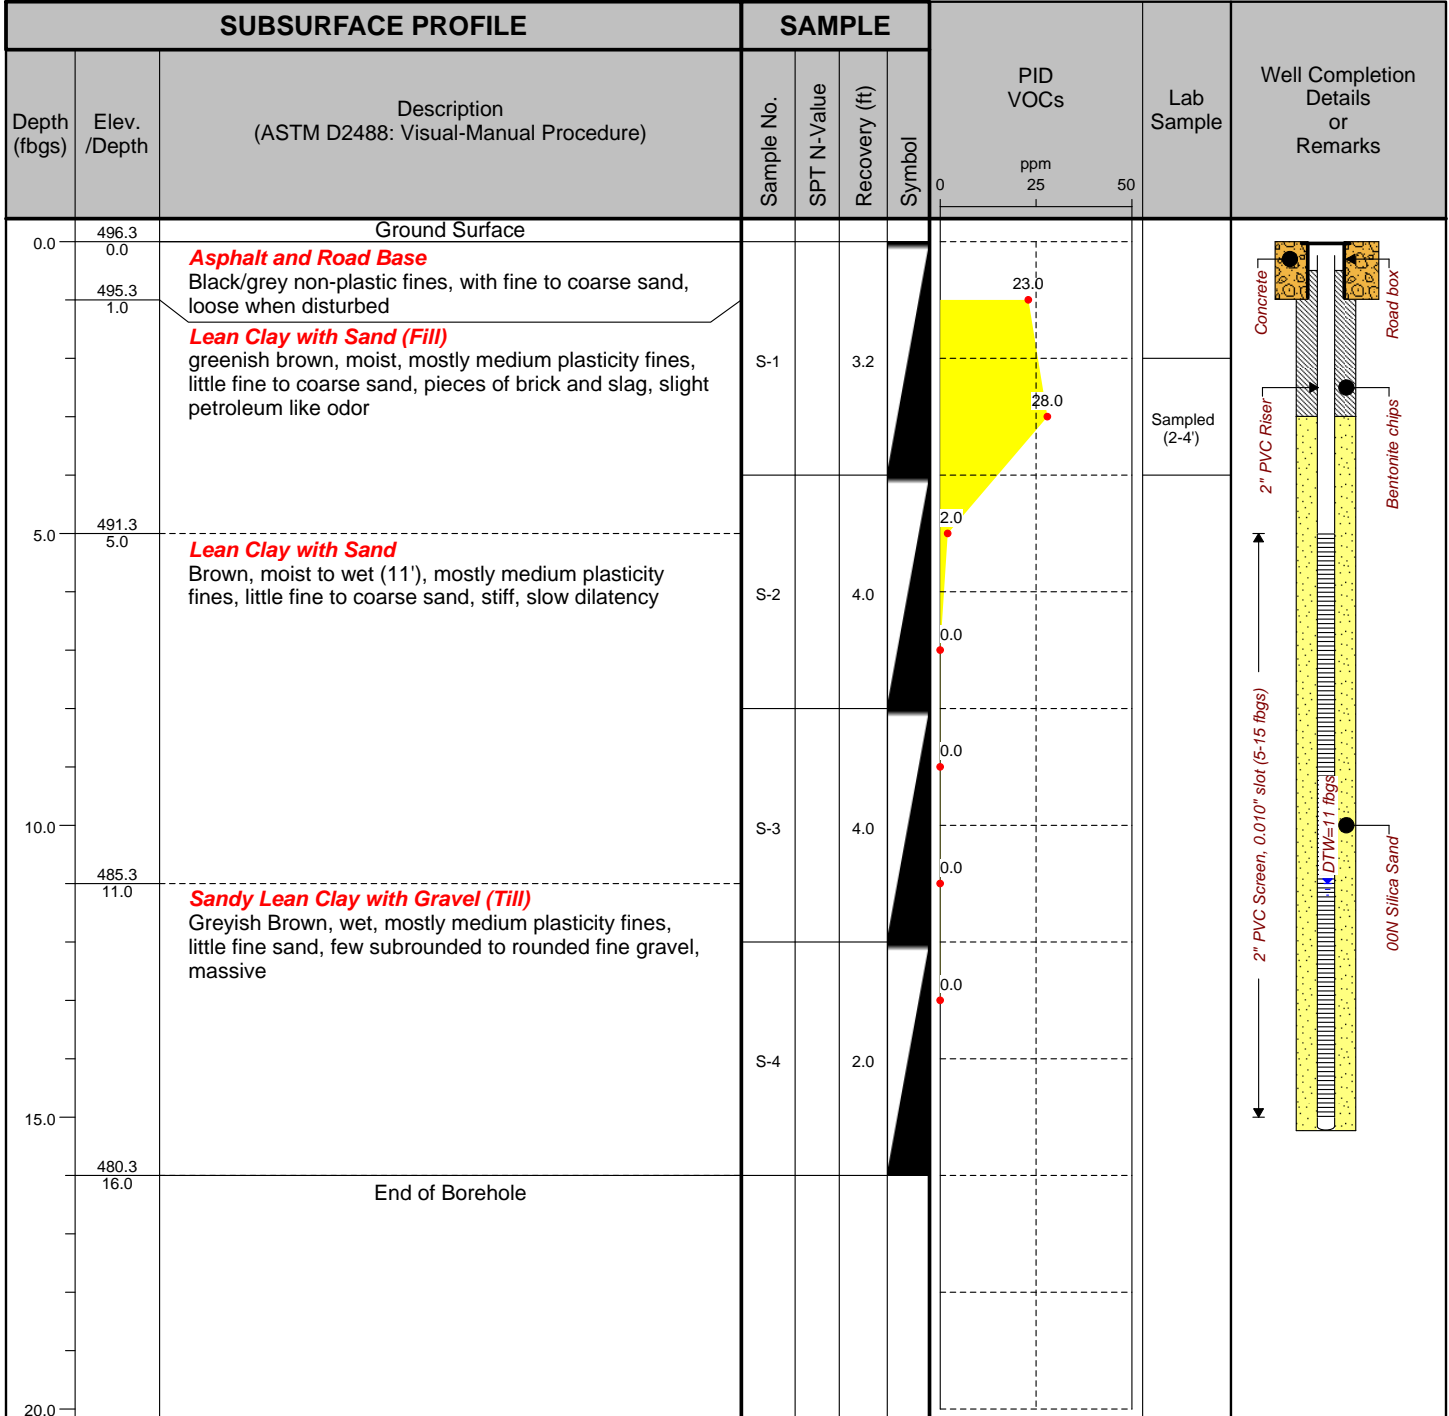 SUBSURFACE PROFILE
SAMPLE
Depth
(fbgs)
Elev.
/Depth
Description
(ASTM D2488: Visual-Manual Procedure)
Sample No.
SPT N-Value
Recovery (ft)
Symbol
PID
VOCs
ppm
0 25 50
Lab
Sample
Well Completion
Details
or
Remarks
0.0
496.3
0.0
Ground Surface
Asphalt and Road Base
Black/grey non-plastic fines, with fine to coarse sand,
loose when disturbed
495.3
1.0
Lean Clay with Sand (Fill)
greenish brown, moist, mostly medium plasticity fines,
little fine to coarse sand, pieces of brick and slag, slight
petroleum like odor
S-1
3.2
23.0
28.0
Sampled
(2-4')
Concrete
Road box
2" PVC Riser
Bentonite chips
5.0
491.3
5.0
Lean Clay with Sand
Brown, moist to wet (11'), mostly medium plasticity
fines, little fine to coarse sand, stiff, slow dilatency
S-2
4.0
2.0
0.0
0.0
2" PVC Screen, 0.010" slot (5-15 fbgs)
10.0
S-3
4.0
0.0
DTW=11 fbgs
00N Silica Sand
485.3
11.0
Sandy Lean Clay with Gravel (Till)
Greyish Brown, wet, mostly medium plasticity fines,
little fine sand, few subrounded to rounded fine gravel,
massive
0.0
S-4
2.0
15.0
480.3
16.0
End of Borehole
20.0